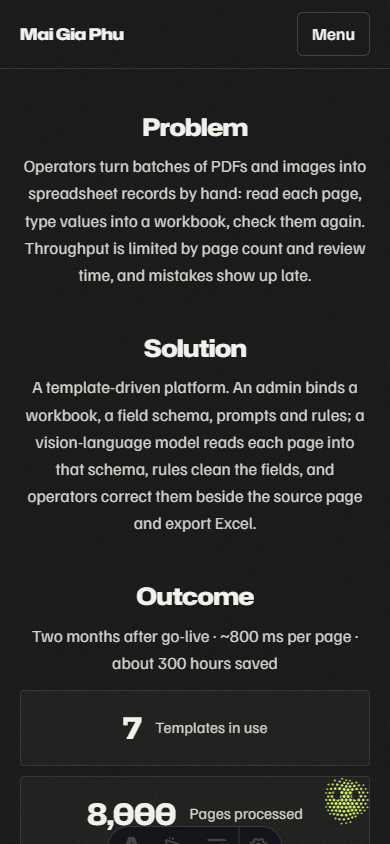 Mai Gia Phu
Menu
Problem
Operators turn batches of PDFs and images into
spreadsheet records by hand: read each page,
type values into a workbook, check them again.
Throughput is limited by page count and review
time, and mistakes show up late.
Solution
A template-driven platform. An admin binds a
workbook, a field schema, prompts and rules; a
vision-language model reads each page into
that schema, rules clean the fields, and
operators correct them beside the source page
and export Excel.
Outcome
Two months after go-live · ~800 ms per page ·
about 300 hours saved
7 Templates in use
8,000 Pages processed